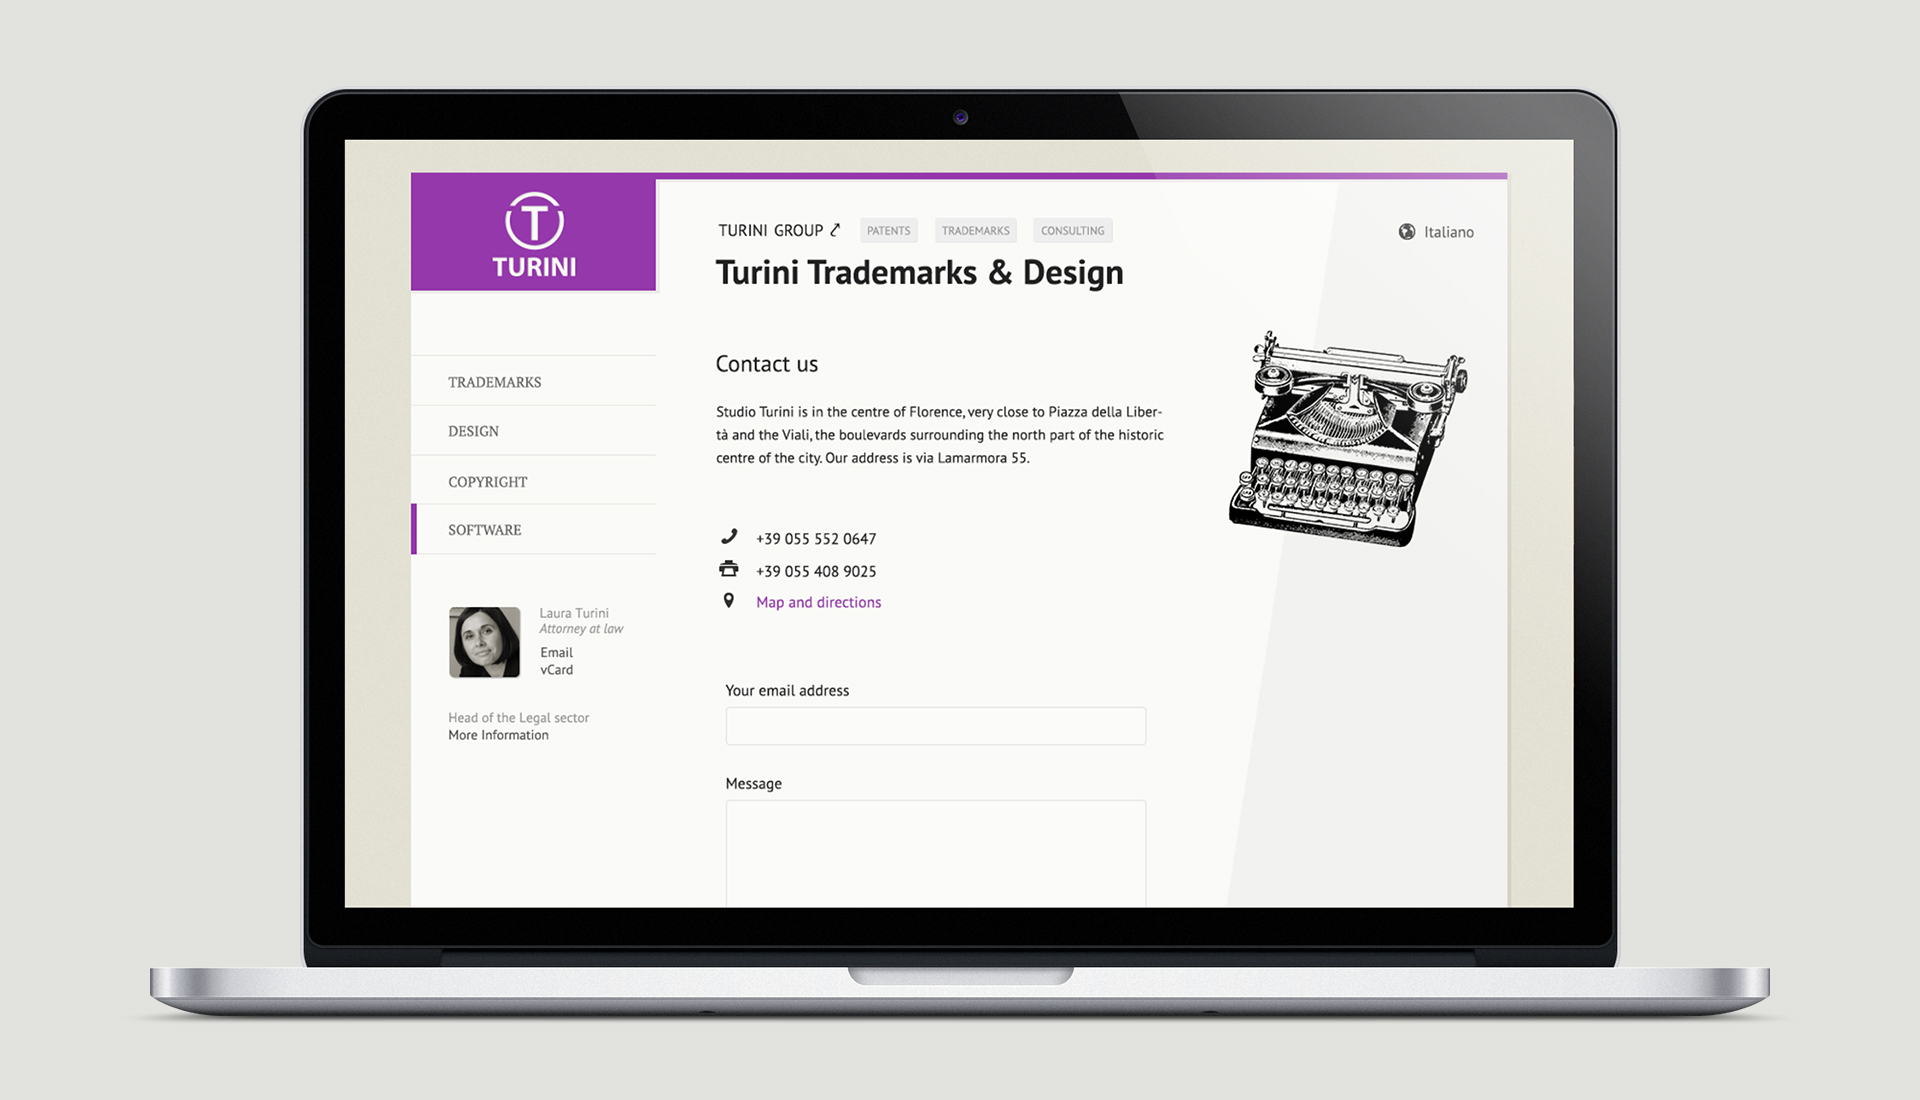 T
TURINI
TURINI GROUP
PATENTS
TRADEMARKS
CONSULTING
Italiano
Turini Trademarks & Design
TRADEMARKS
DESIGN
COPYRIGHT
SOFTWARE
Laura Turini
Attorney at law
Email
vCard
Head of the Legal sector
More Information
Contact us
Studio Turini is in the centre of Florence, very close to Piazza della Liber-
tà and the Viali, the boulevards surrounding the north part of the historic
centre of the city. Our address is via Lamarmora 55.
+39 055 552 0647
+39 055 408 9025
Map and directions
Your email address
Message